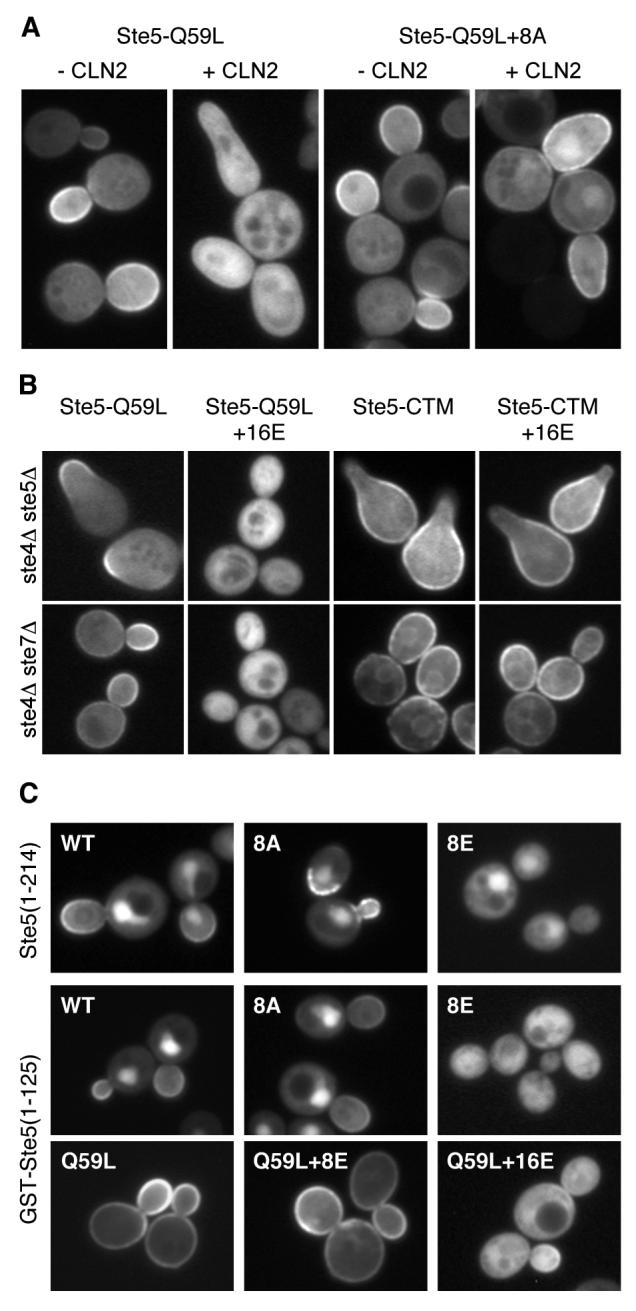 A
Ste5-Q59L Ste5-Q59L+8A
- CLN2 + CLN2 - CLN2 + CLN2
B
Ste5-Q59L Ste5-Q59L +16E Ste5-CTM Ste5-CTM +16E
ste4Δ ste5Δ
ste4Δ ste7Δ
C
Ste5(1-214)
WT 8A 8E
GST-Ste5(1-125)
WT 8A 8E
Q59L Q59L+8E Q59L+16E